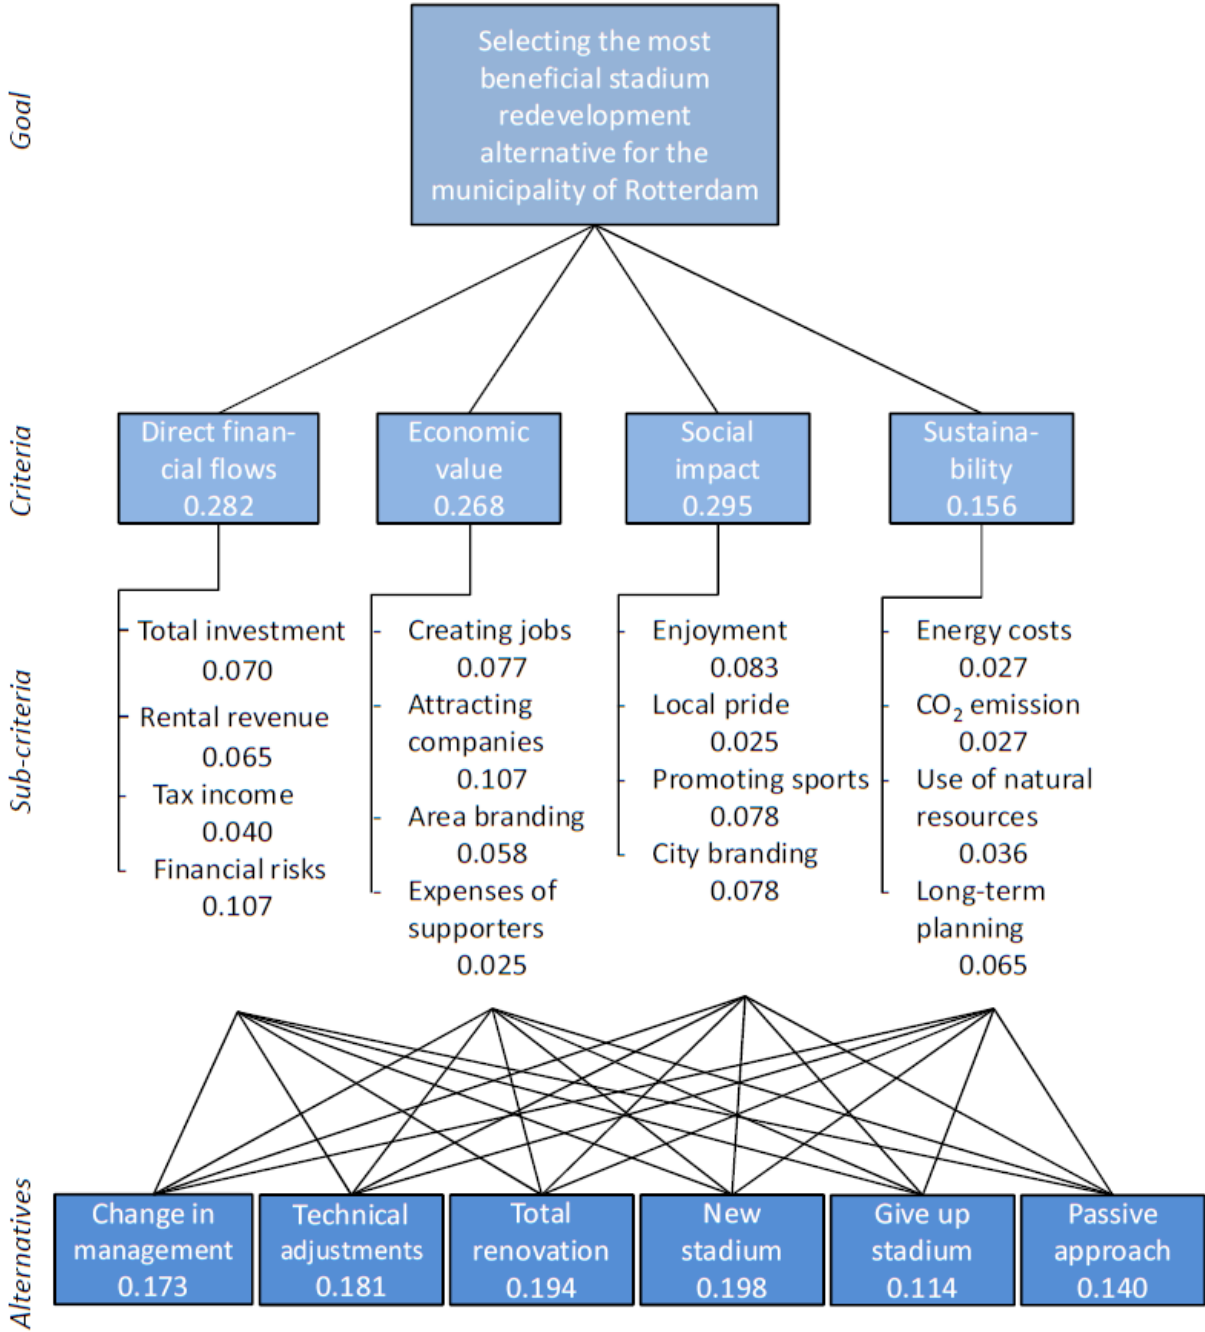 Goal
Selecting the most
beneficial stadium
redevelopment
alternative for the
municipality of Rotterdam
Criteria
Direct finan-
cial flows
0.282
Economic
value
0.268
Social
impact
0.295
Sustaina-
bility
0.156
Sub-criteria
Total investment
0.070
Rental revenue
0.065
Tax income
0.040
Financial risks
0.107
Creating jobs
0.077
Attracting
companies
0.107
Area branding
0.058
Expenses of
supporters
0.025
Enjoyment
0.083
Local pride
0.025
Promoting sports
0.078
City branding
0.078
Energy costs
0.027
CO2 emission
0.027
Use of natural
resources
0.036
Long-term
planning
0.065
Alternatives
Change in
management
0.173
Technical
adjustments
0.181
Total
renovation
0.194
New
stadium
0.198
Give up
stadium
0.114
Passive
approach
0.140